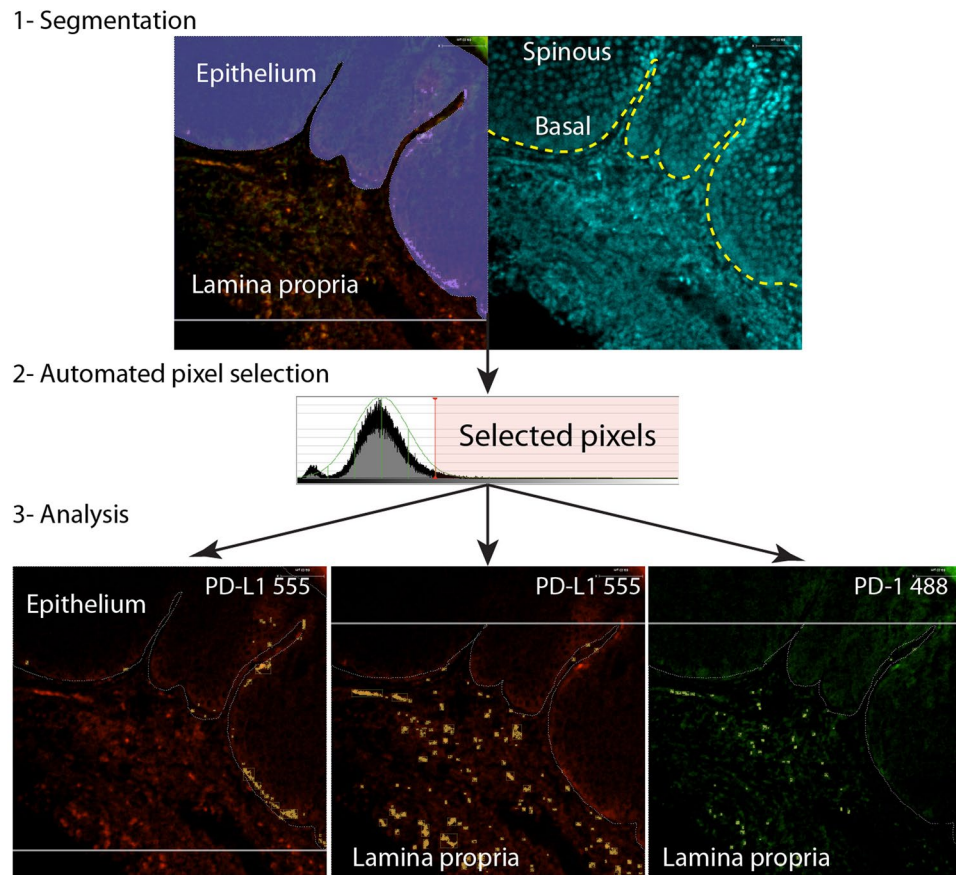 1- Segmentation
Epithelium
Spinous
Basal
Lamina propria
2- Automated pixel selection
Selected pixels
3- Analysis
Epithelium
PD-L1 555
PD-L1 555
PD-1 488
Lamina propria
Lamina propria